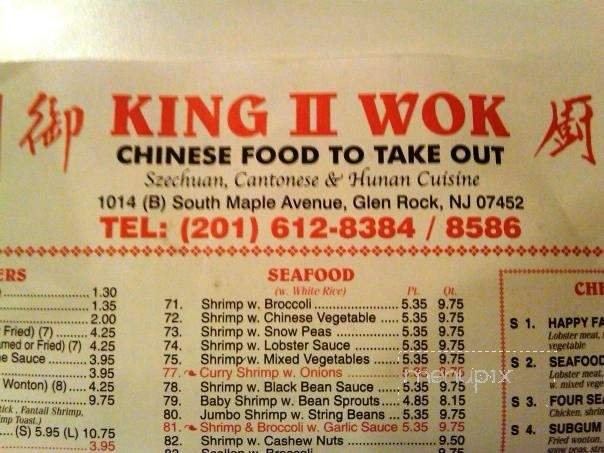 御 KING II WOK 廚
CHINESE FOOD TO TAKE OUT
Szechuan, Cantonese & Hunan Cuisine
1014 (B) South Maple Avenue, Glen Rock, NJ 07452
TEL: (201) 612-8384 / 8586
ERS
1.30
1.35
2.00
r Fried) (7) ....... 4.25
amed or Fried) (7) 4.25
ne Sauce ........... 3.95
3.95
Wonton) (8) ..... 4.25
9.75
tick, Fantail Shrimp,
imp Toast.)
(S) 5.95 (L) 10.75
3.95
SEAFOOD
(w. White Rice) Pt. Qt.
71. Shrimp w. Broccoli 5.35 9.75
72. Shrimp w. Chinese Vegetable 5.35 9.75
73. Shrimp w. Snow Peas 5.35 9.75
74. Shrimp w. Lobster Sauce 5.35 9.75
75. Shrimp w. Mixed Vegetables 5.35 9.75
77. Curry Shrimp w. Onions
78. Shrimp w. Black Bean Sauce 5.35 9.75
79. Baby Shrimp w. Bean Sprouts 4.85 8.15
80. Jumbo Shrimp w. String Beans 5.35 9.75
81. Shrimp & Broccoli w. Garlic Sauce 5.35 9.75
82. Shrimp w. Cashew Nuts 9.50
CHE
S 1. HAPPY FA
Lobster meat,
vegetable
S 2. SEAFOOD
Lobster meat,
w. mixed veget
S 3. FOUR SEA
Chicken, shrim
S 4. SUBGUM
Fried wonton,
snow peas, stra
menupix